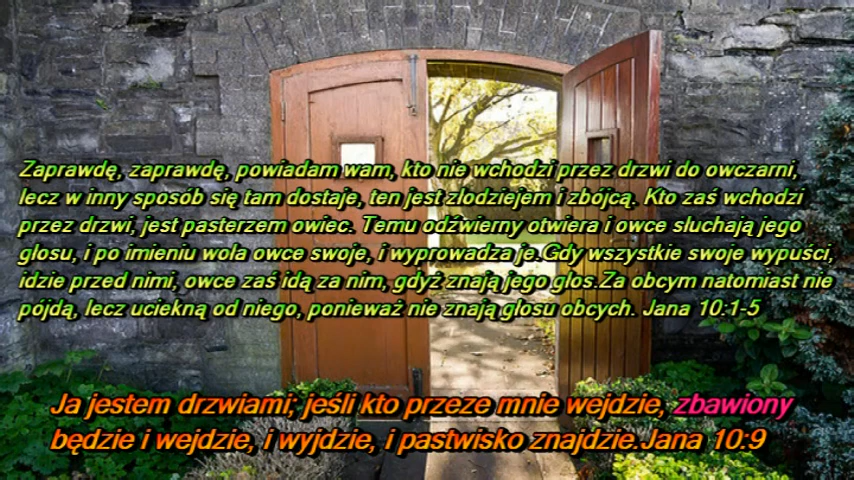 Zaprawdę, zaprawdę, powiadam wam, kto nie wchodzi przez drzwi do owczarni,
lecz w inny sposób się tam dostaje, ten jest złodziejem i zbójcą. Kto zaś wchodzi
przez drzwi, jest pasterzem owiec. Temu odźwierny otwiera i owce słuchają jego
głosu, i po imieniu woła owce swoje, i wyprowadza je.Gdy wszystkie swoje wypuści,
idzie przed nimi, owce zaś idą za nim, gdyż znają jego głos.Za obcym natomiast nie
pójdą, lecz uciekną od niego, ponieważ nie znają głosu obcych. Jana 10:1-5
Ja jestem drzwiami; jeśli kto przeze mnie wejdzie, zbawiony
będzie i wejdzie, i wyjdzie, i pastwisko znajdzie.Jana 10:9